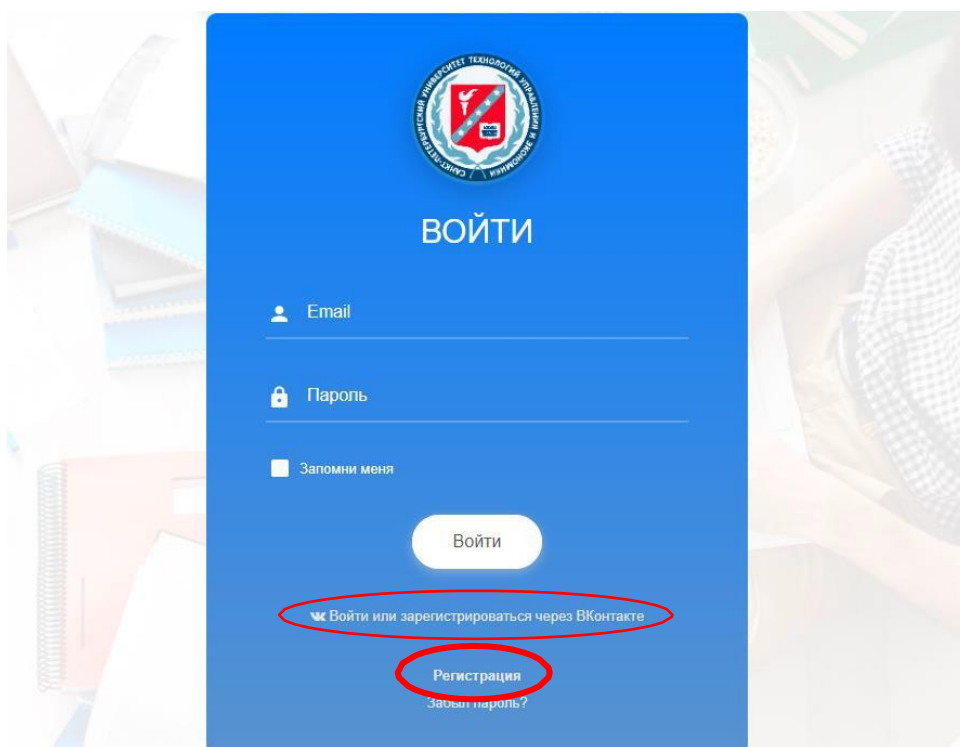 САНКТ-ПЕТЕРБУРГСКИЙ УНИВЕРСИТЕТ ТЕХНОЛОГИЙ УПРАВЛЕНИЯ И ЭКОНОМИКИ
ВОЙТИ
Email
Пароль
Запомни меня
Войти
Войти или зарегистрироваться через ВКонтакте
Регистрация
Забыл пароль?